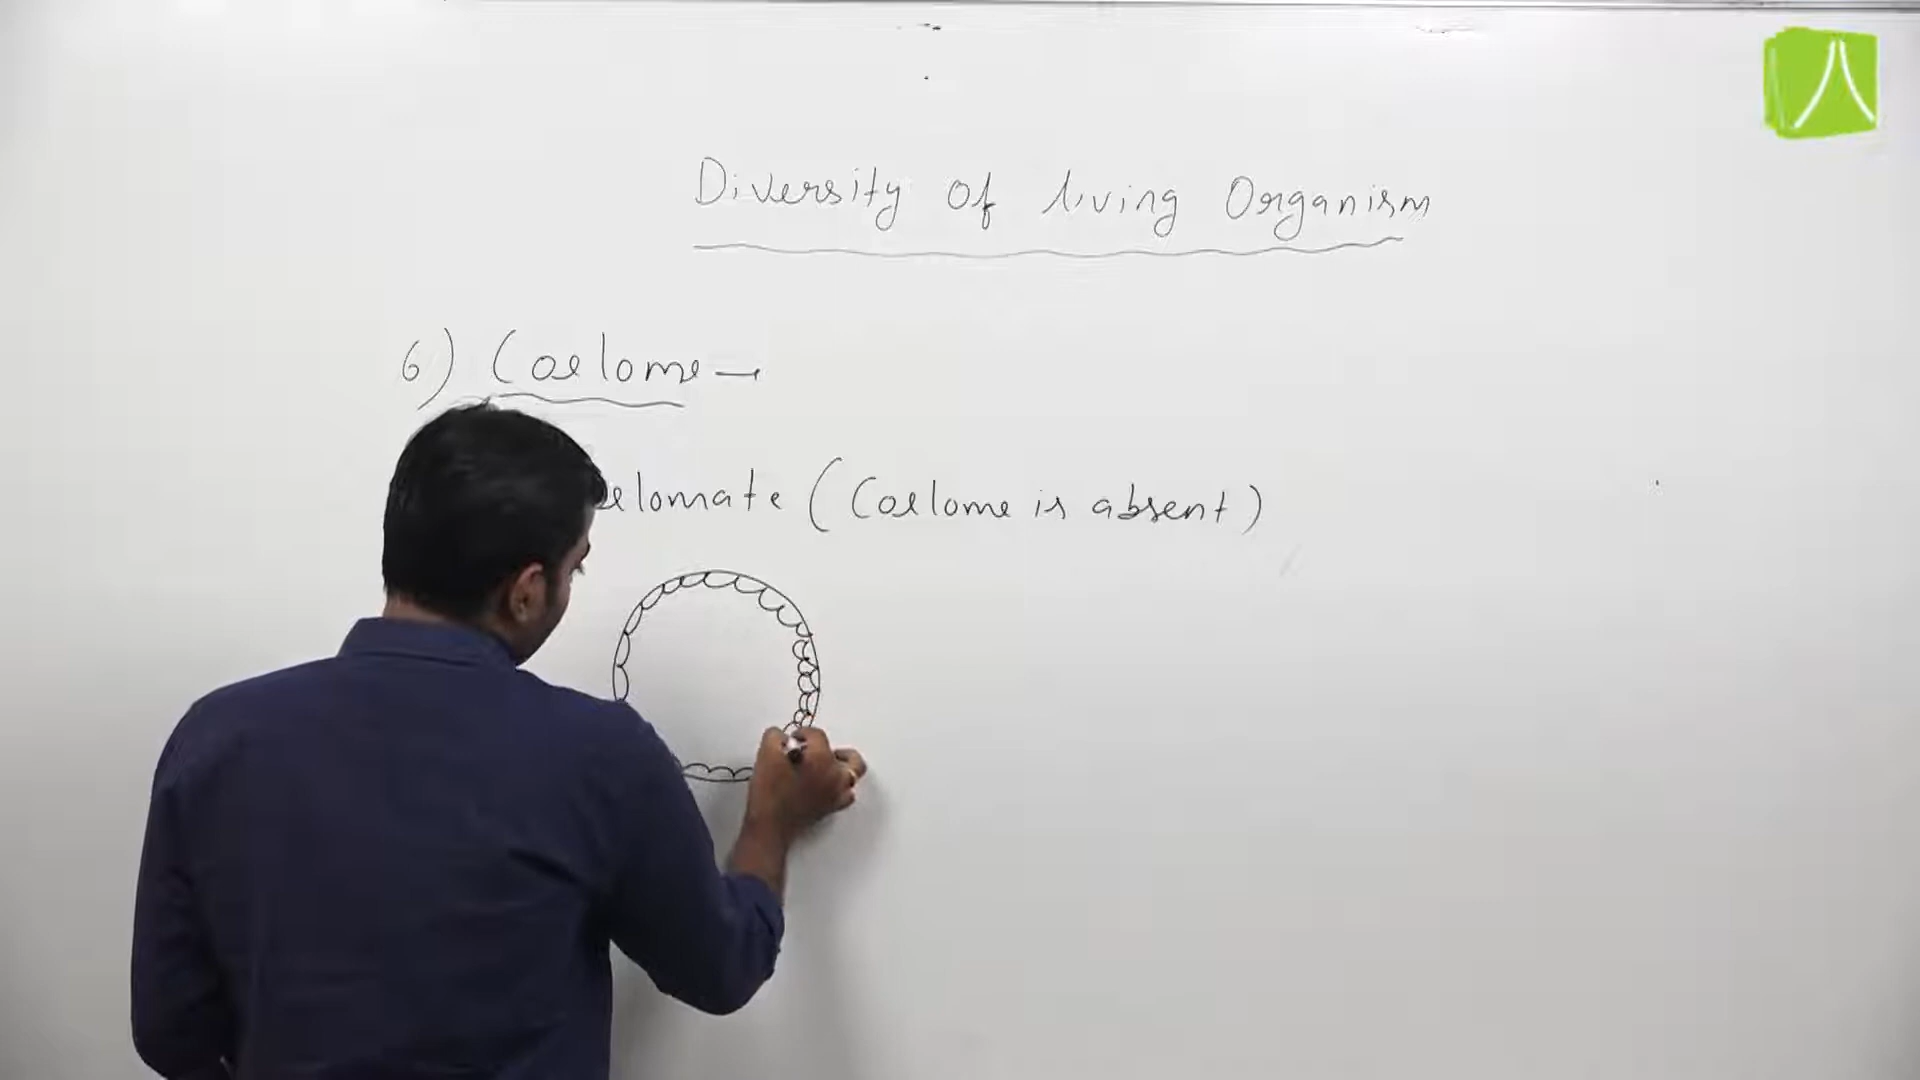 Diversity of living Organism
6) Coelome →
elomate (Coelome is absent)